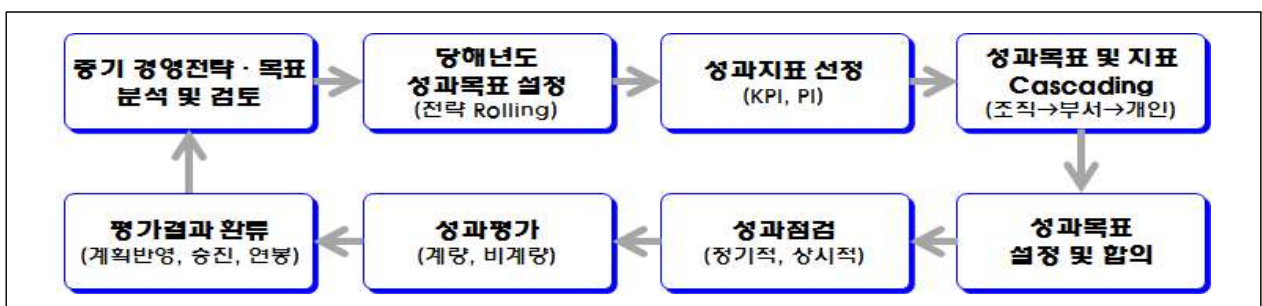 중기 경영전략 · 목표
분석 및 검토
당해년도
성과목표 설정
(전략 Rolling)
성과지표 선정
(KPI, PI)
성과목표 및 지표
Cascading
(조직→부서→개인)
평가결과 환류
(계획반영, 승진, 연봉)
성과평가
(계량, 비계량)
성과점검
(정기적, 상시적)
성과목표
설정 및 합의